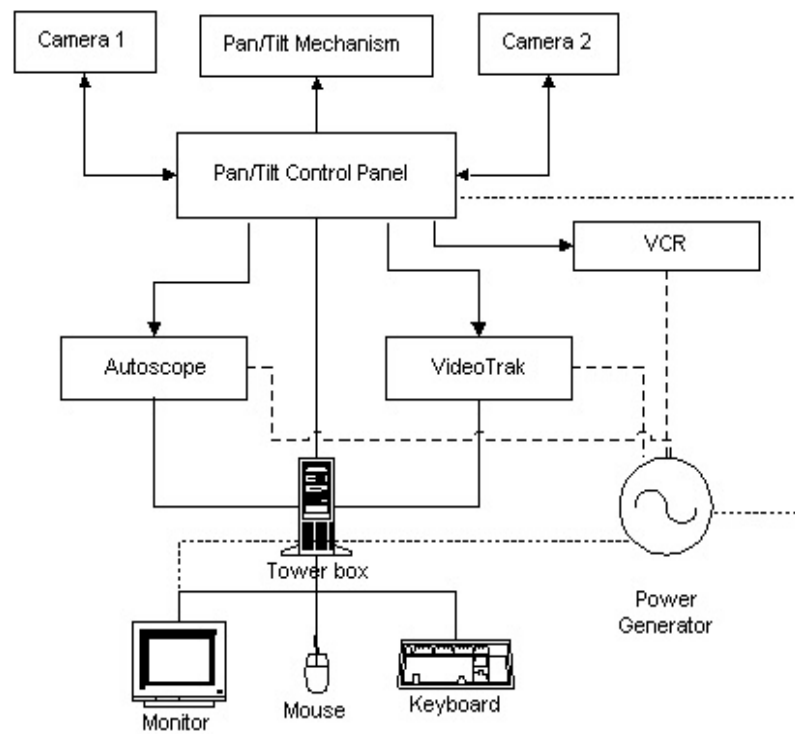 Camera 1
Pan/Tilt Mechanism
Camera 2
Pan/Tilt Control Panel
VCR
Autoscope
VideoTrak
Tower box
Power
Generator
Monitor
Mouse
Keyboard